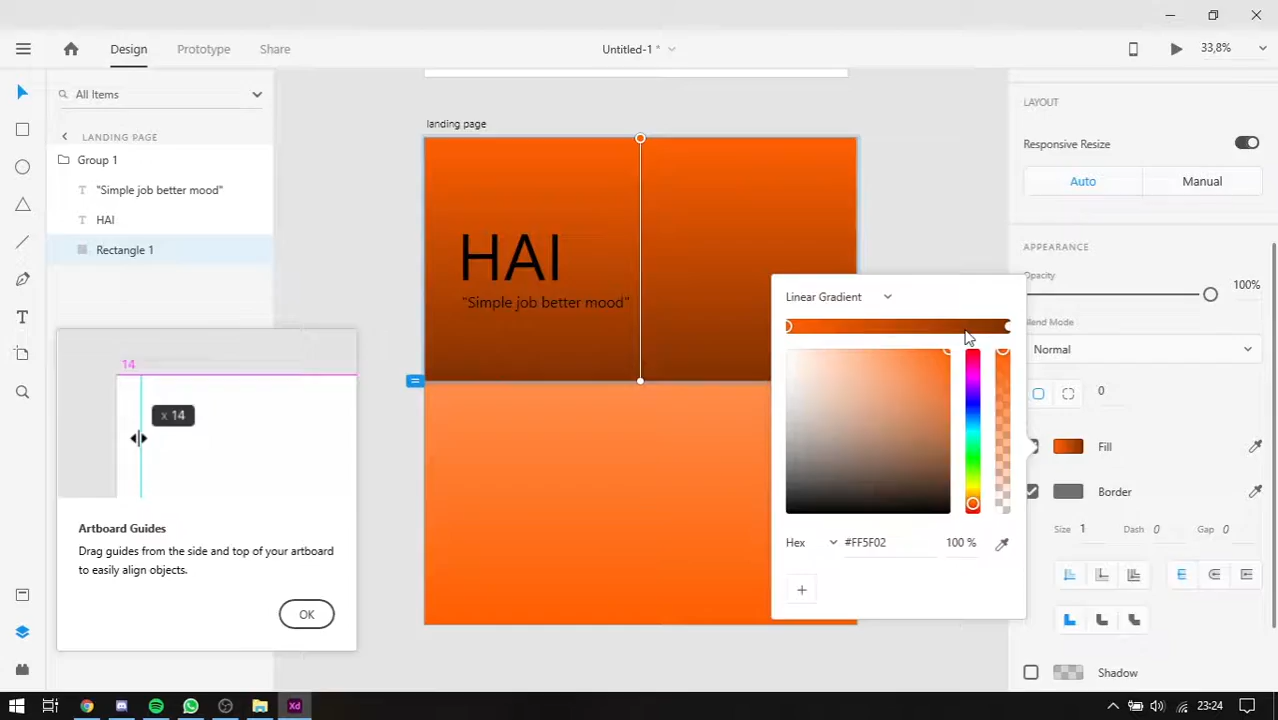 Design
Prototype
Share
Untitled-1 *
33,8%
All Items
LANDING PAGE
Group 1
T "Simple job better mood"
T HAI
Rectangle 1
T
14
x 14
Artboard Guides
Drag guides from the side and top of your artboard
to easily align objects.
OK
landing page
HAI
"Simple job better mood"
Linear Gradient
Hex
#FF5F02
100 %
+
LAYOUT
Responsive Resize
Auto
Manual
APPEARANCE
Opacity
100%
Blend Mode
Normal
0
Fill
Border
Size 1
Dash 0
Gap 0
Shadow
Xd
23:24